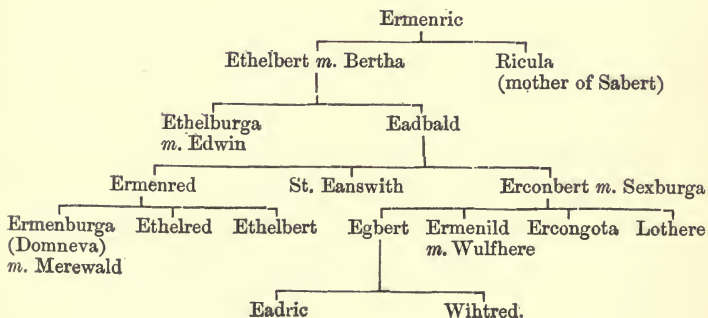 Ermenric
Ethelbert m. Bertha Ricula
(mother of Sabert)
Ethelburga Eadbald
m. Edwin
Ermenred St. Eanswith Erconbert m. Sexburga
Ermenburga Ethelred Ethelbert Egbert Ermenild Ercongota Lothere
(Domneva) m. Wulfhere
m. Merewald
Eadric Wihtred.